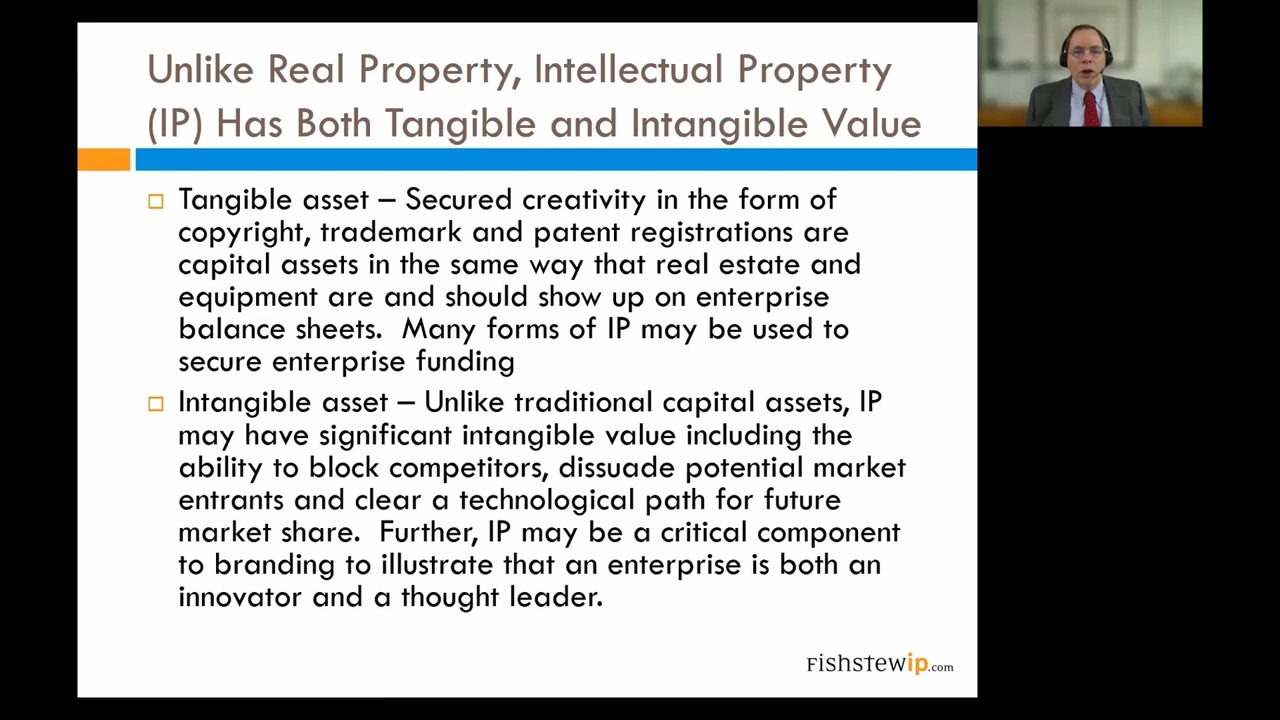 Unlike Real Property, Intellectual Property
(IP) Has Both Tangible and Intangible Value
Tangible asset – Secured creativity in the form of
copyright, trademark and patent registrations are
capital assets in the same way that real estate and
equipment are and should show up on enterprise
balance sheets.  Many forms of IP may be used to
secure enterprise funding
Intangible asset – Unlike traditional capital assets, IP
may have significant intangible value including the
ability to block competitors, dissuade potential market
entrants and clear a technological path for future
market share.  Further, IP may be a critical component
to branding to illustrate that an enterprise is both an
innovator and a thought leader.
Fishstewip.com